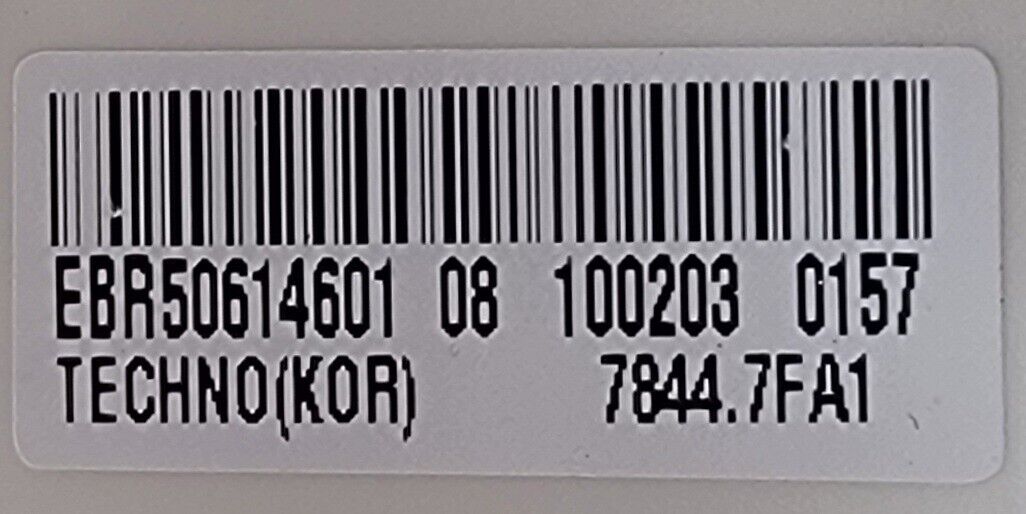 EBR50614601 08 100203 0157
TECHNO(KOR) 7844.7FA1